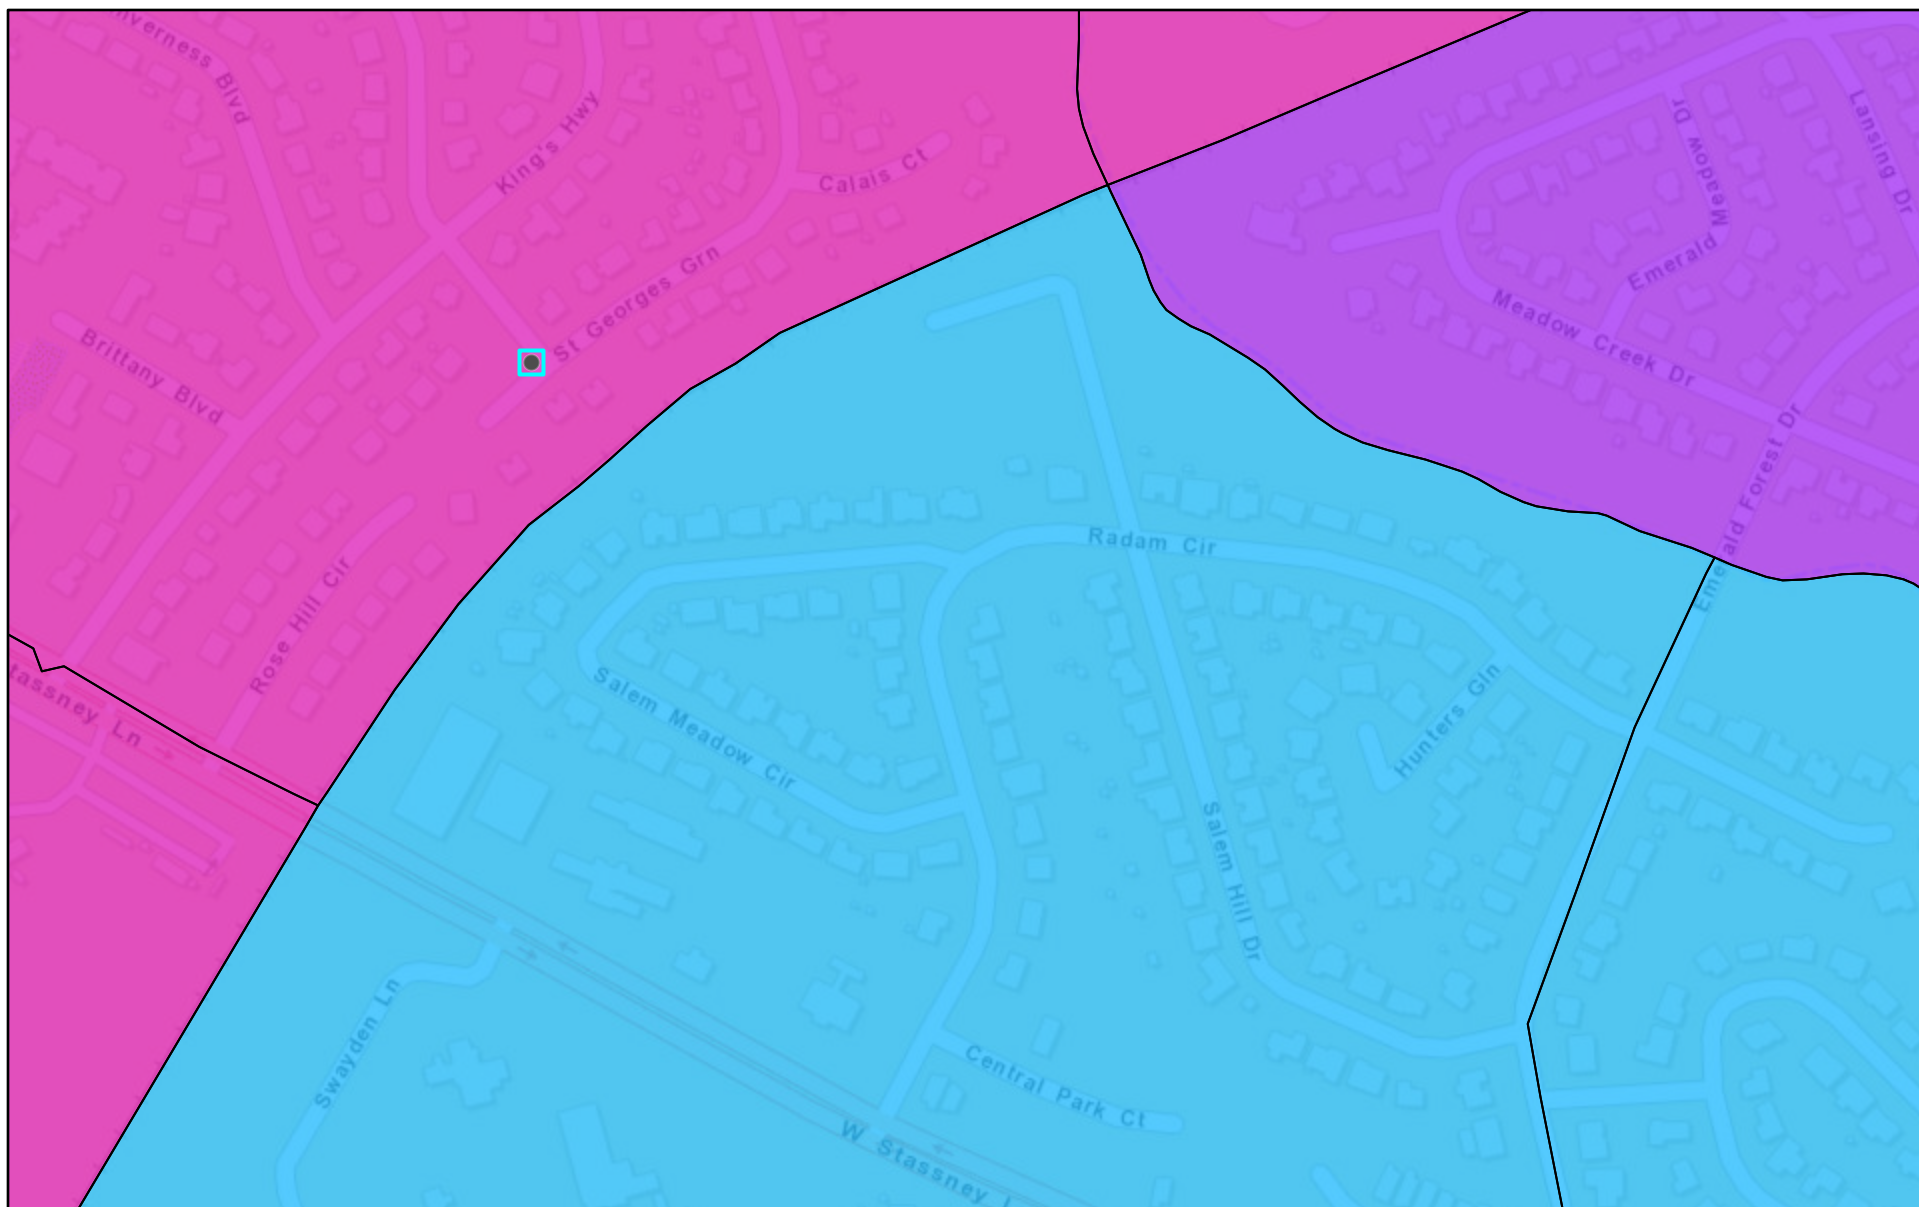 Inverness Blvd
King's Hwy
Calais Ct
Lansing Dr
Emerald Meadow Dr
St Georges Grn
Meadow Creek Dr
Brittany Blvd
Emerald Forest Dr
Radam Cir
Rose Hill Cir
Hunters Gln
Stassney Ln
Salem Meadow Cir
Salem Hill Dr
Swayden Ln
Central Park Ct
W Stassney L